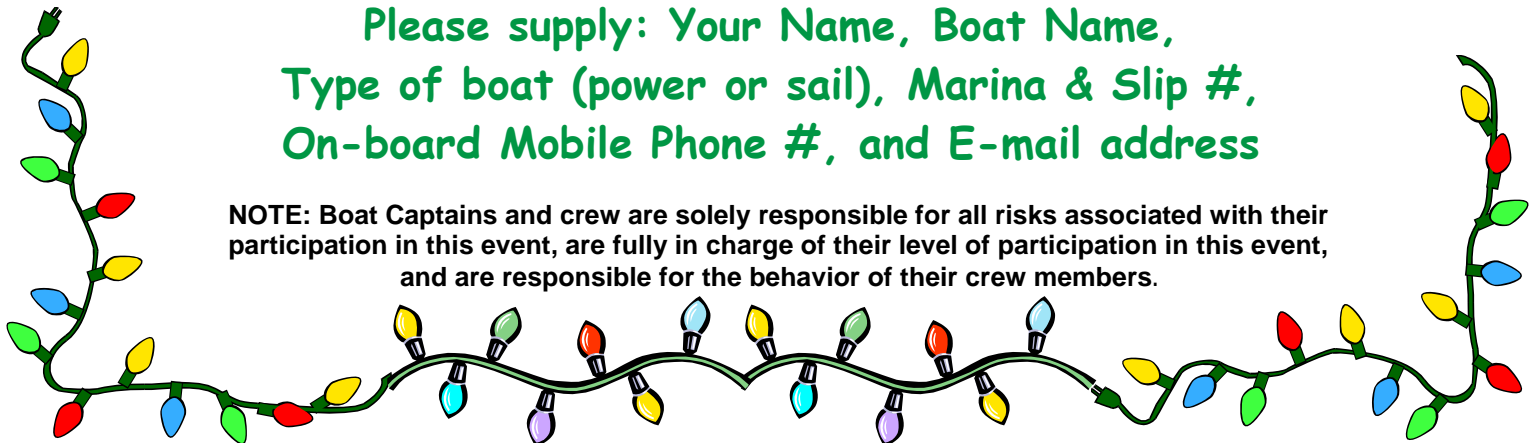 Please supply: Your Name, Boat Name,
Type of boat (power or sail), Marina & Slip #,
On-board Mobile Phone #, and E-mail address
NOTE: Boat Captains and crew are solely responsible for all risks associated with their
participation in this event, are fully in charge of their level of participation in this event,
and are responsible for the behavior of their crew members.